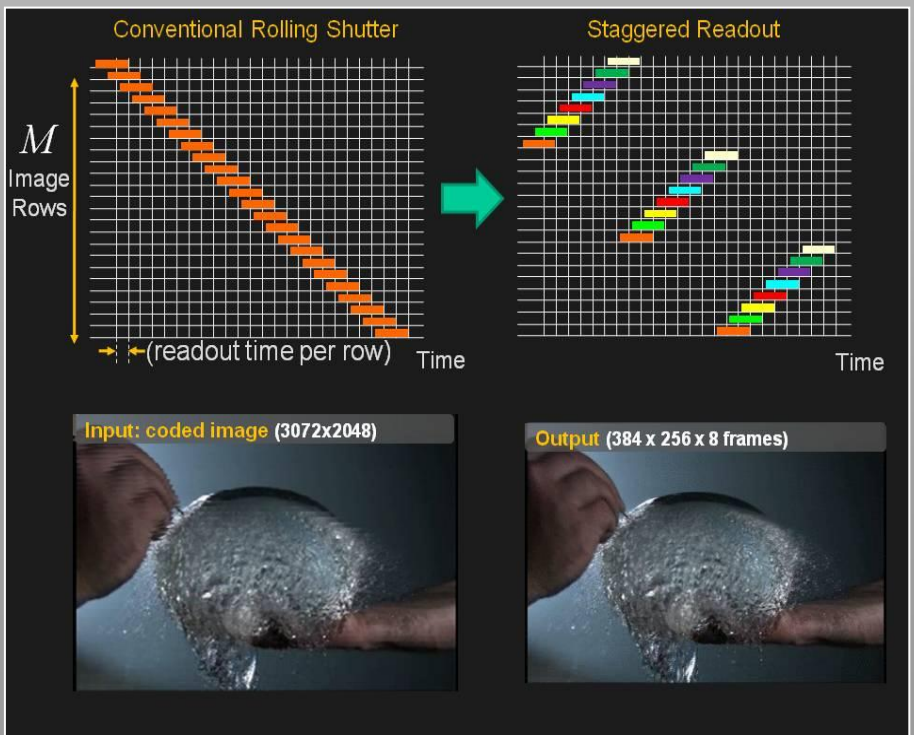 Conventional Rolling Shutter
Staggered Readout
M
Image
Rows
(readout time per row)
Time
Time
Input: coded image (3072x2048)
Output (384 x 256 x 8 frames)